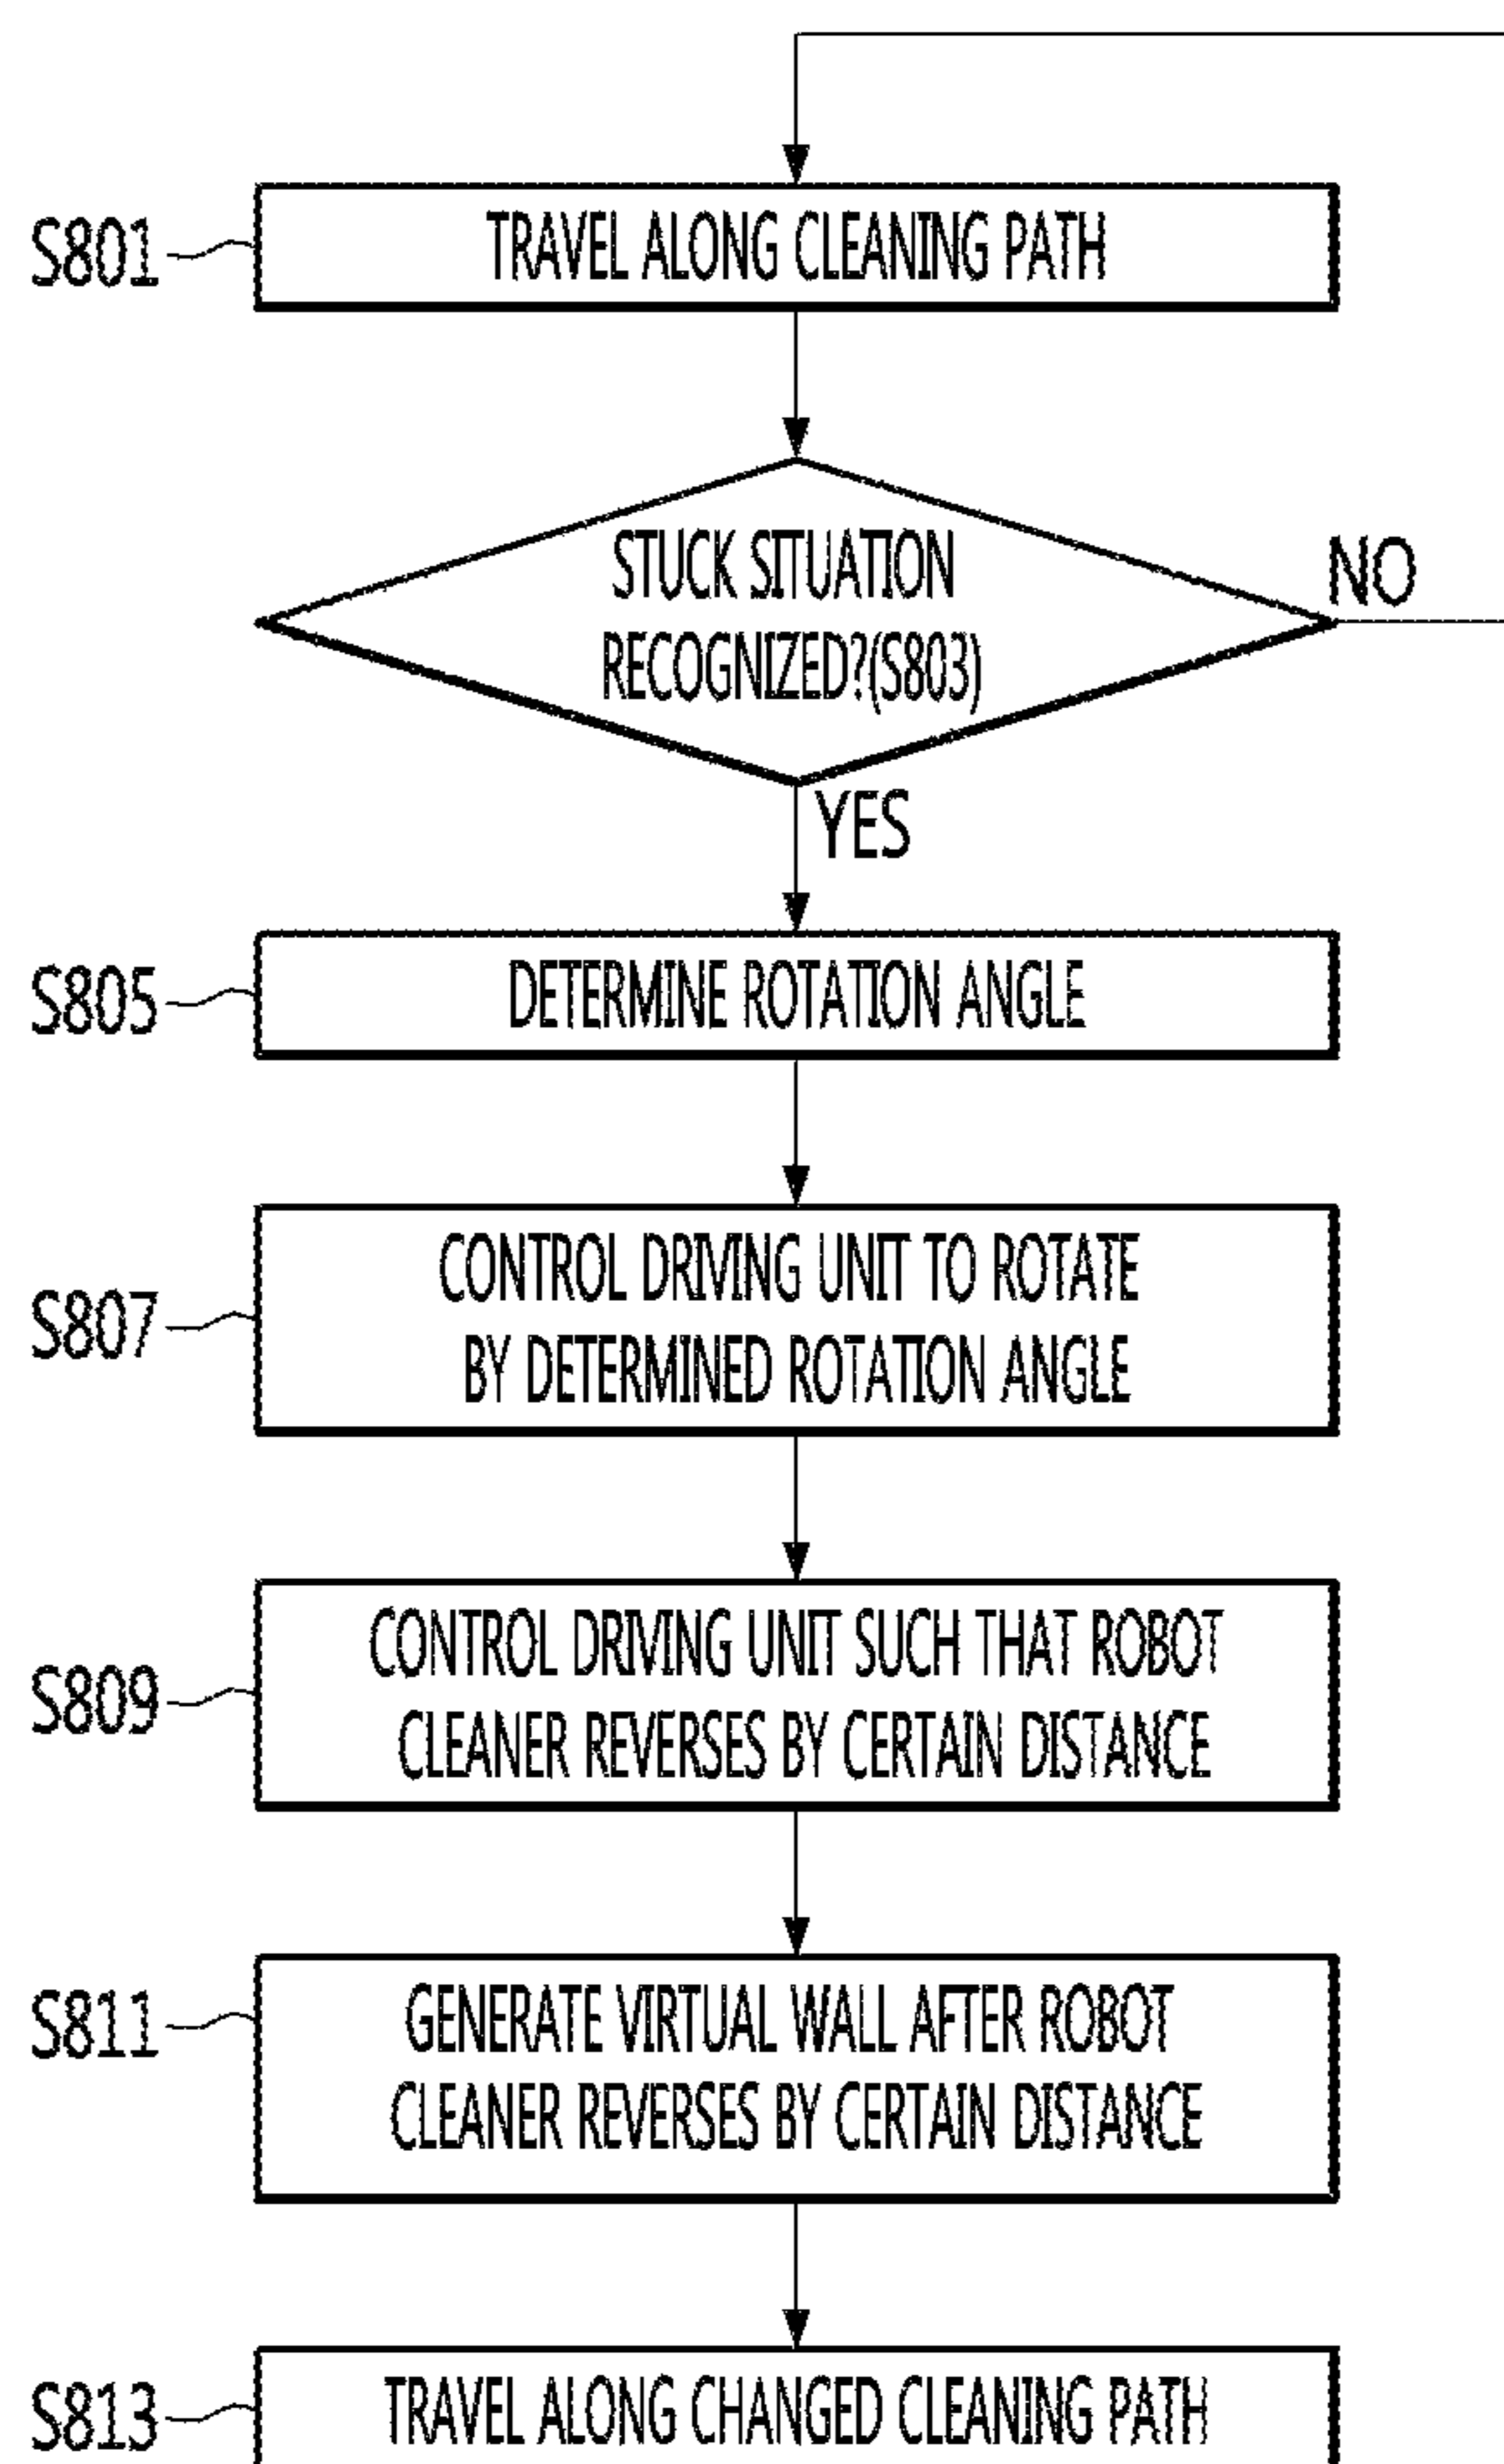 S801
TRAVEL ALONG CLEANING PATH
STUCK SITUATION
RECOGNIZED?(S803)
NO
YES
S805
DETERMINE ROTATION ANGLE
S807
CONTROL DRIVING UNIT TO ROTATE
BY DETERMINED ROTATION ANGLE
S809
CONTROL DRIVING UNIT SUCH THAT ROBOT
CLEANER REVERSES BY CERTAIN DISTANCE
S811
GENERATE VIRTUAL WALL AFTER ROBOT
CLEANER REVERSES BY CERTAIN DISTANCE
S813
TRAVEL ALONG CHANGED CLEANING PATH